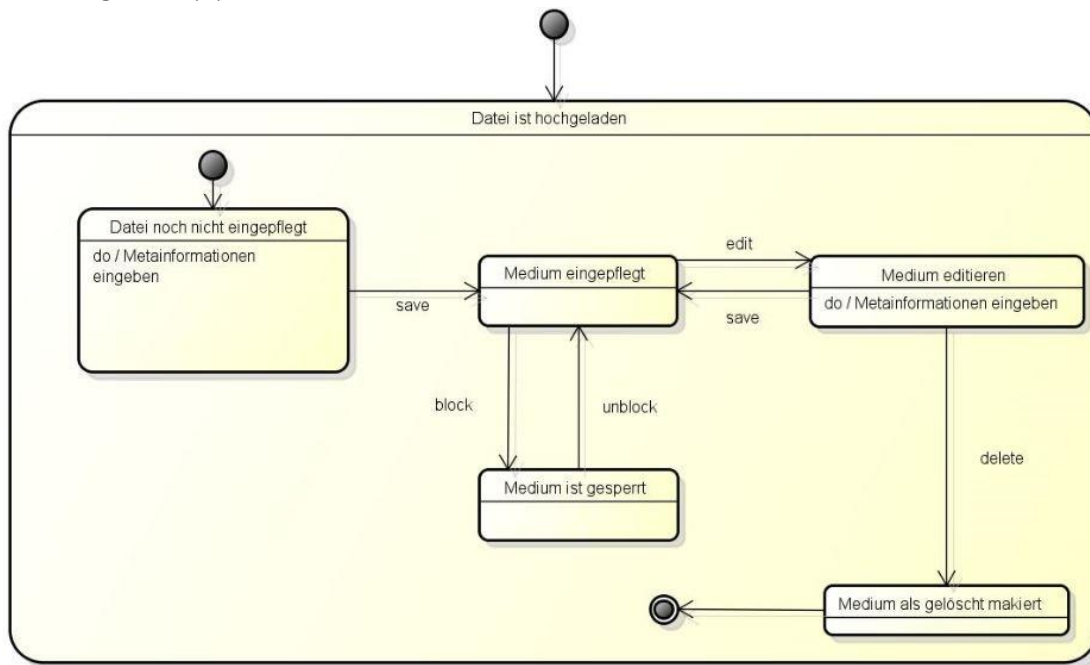 Datei ist hochgeladen
Datei noch nicht eingepflegt
do / Metainformationen
eingeben
save
Medium eingepflegt
edit
save
Medium editieren
do / Metainformationen eingeben
block
unblock
Medium ist gesperrt
delete
Medium als gelöscht makiert